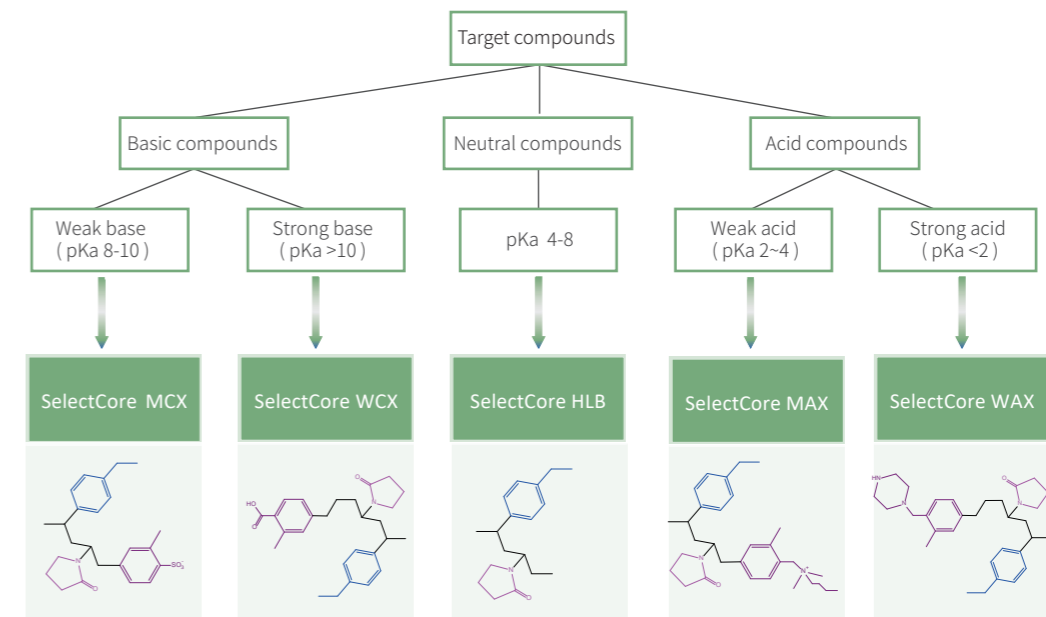 Target compounds
Basic compounds
Neutral compounds
Acid compounds
Weak base
( pKa 8-10 )
Strong base
( pKa >10 )
pKa 4-8
Weak acid
( pKa 2~4 )
Strong acid
( pKa <2 )
SelectCore MCX
SelectCore WCX
SelectCore HLB
SelectCore MAX
SelectCore WAX
N
O
SO₃⁻
HO
O
O
N
N
O
N
O
N⁺
HN
N
O
N